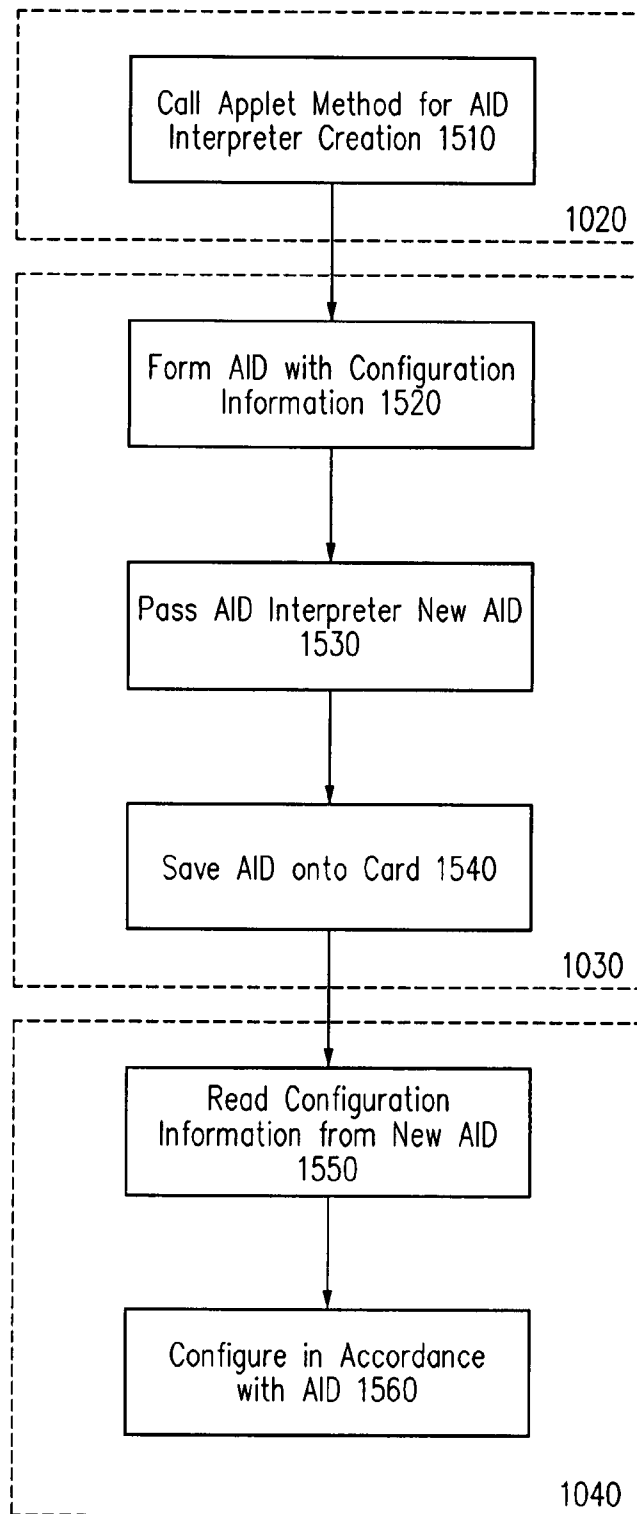 Call Applet Method for AID
Interpreter Creation 1510
1020
Form AID with Configuration
Information 1520
Pass AID Interpreter New AID
1530
Save AID onto Card 1540
1030
Read Configuration
Information from New AID
1550
Configure in Accordance
with AID 1560
1040